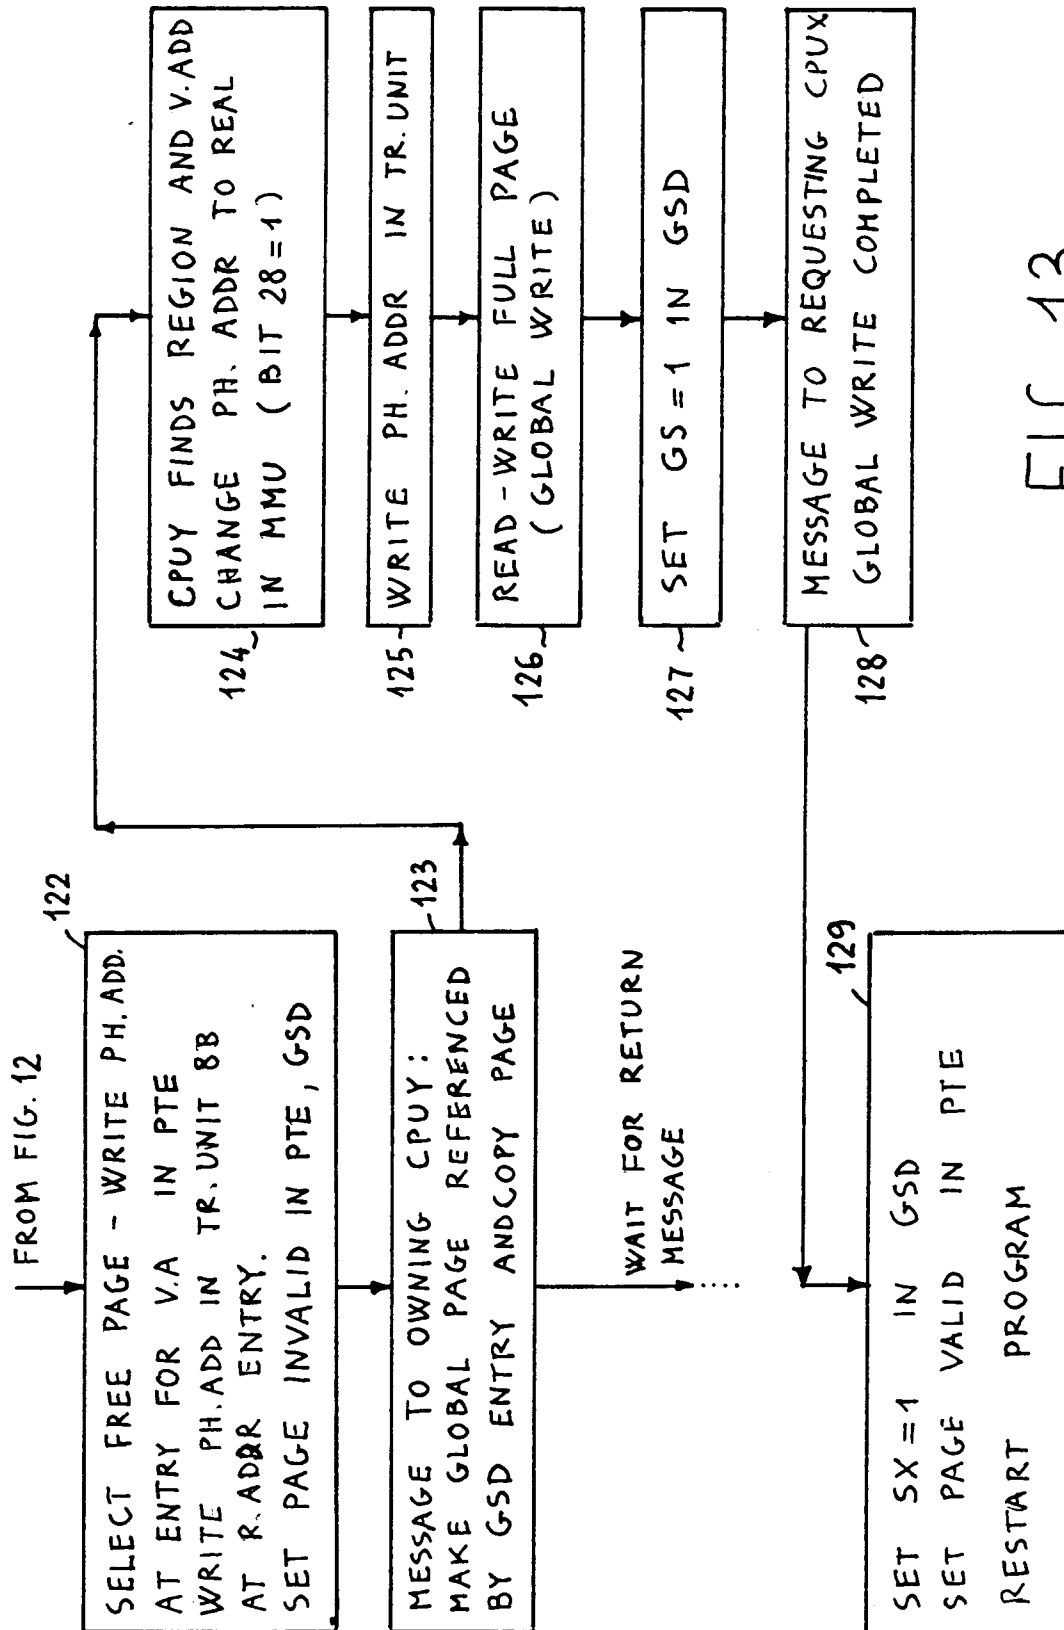 FROM FIG.12
122
SELECT FREE PAGE - WRITE PH.ADD.
AT ENTRY FOR V.A IN PTE
WRITE PH.ADD IN TR.UNIT 8B
AT R.ADDR ENTRY.
SET PAGE INVALID IN PTE, GSD
123
MESSAGE TO OWNING CPUY:
MAKE GLOBAL PAGE REFERENCED
BY GSD ENTRY ANDCOPY PAGE
WAIT FOR RETURN
MESSAGE
124
CPUY FINDS REGION AND V.ADD
CHANGE PH. ADDR TO REAL
IN MMU (BIT 28=1)
125
WRITE PH. ADDR IN TR.UNIT
126
READ-WRITE FULL PAGE
(GLOBAL WRITE)
127
SET GS=1 IN GSD
128
MESSAGE TO REQUESTING CPUX
GLOBAL WRITE COMPLETED
129
SET SX=1 IN GSD
SET PAGE VALID IN PTE
RESTART PROGRAM
FIG 13